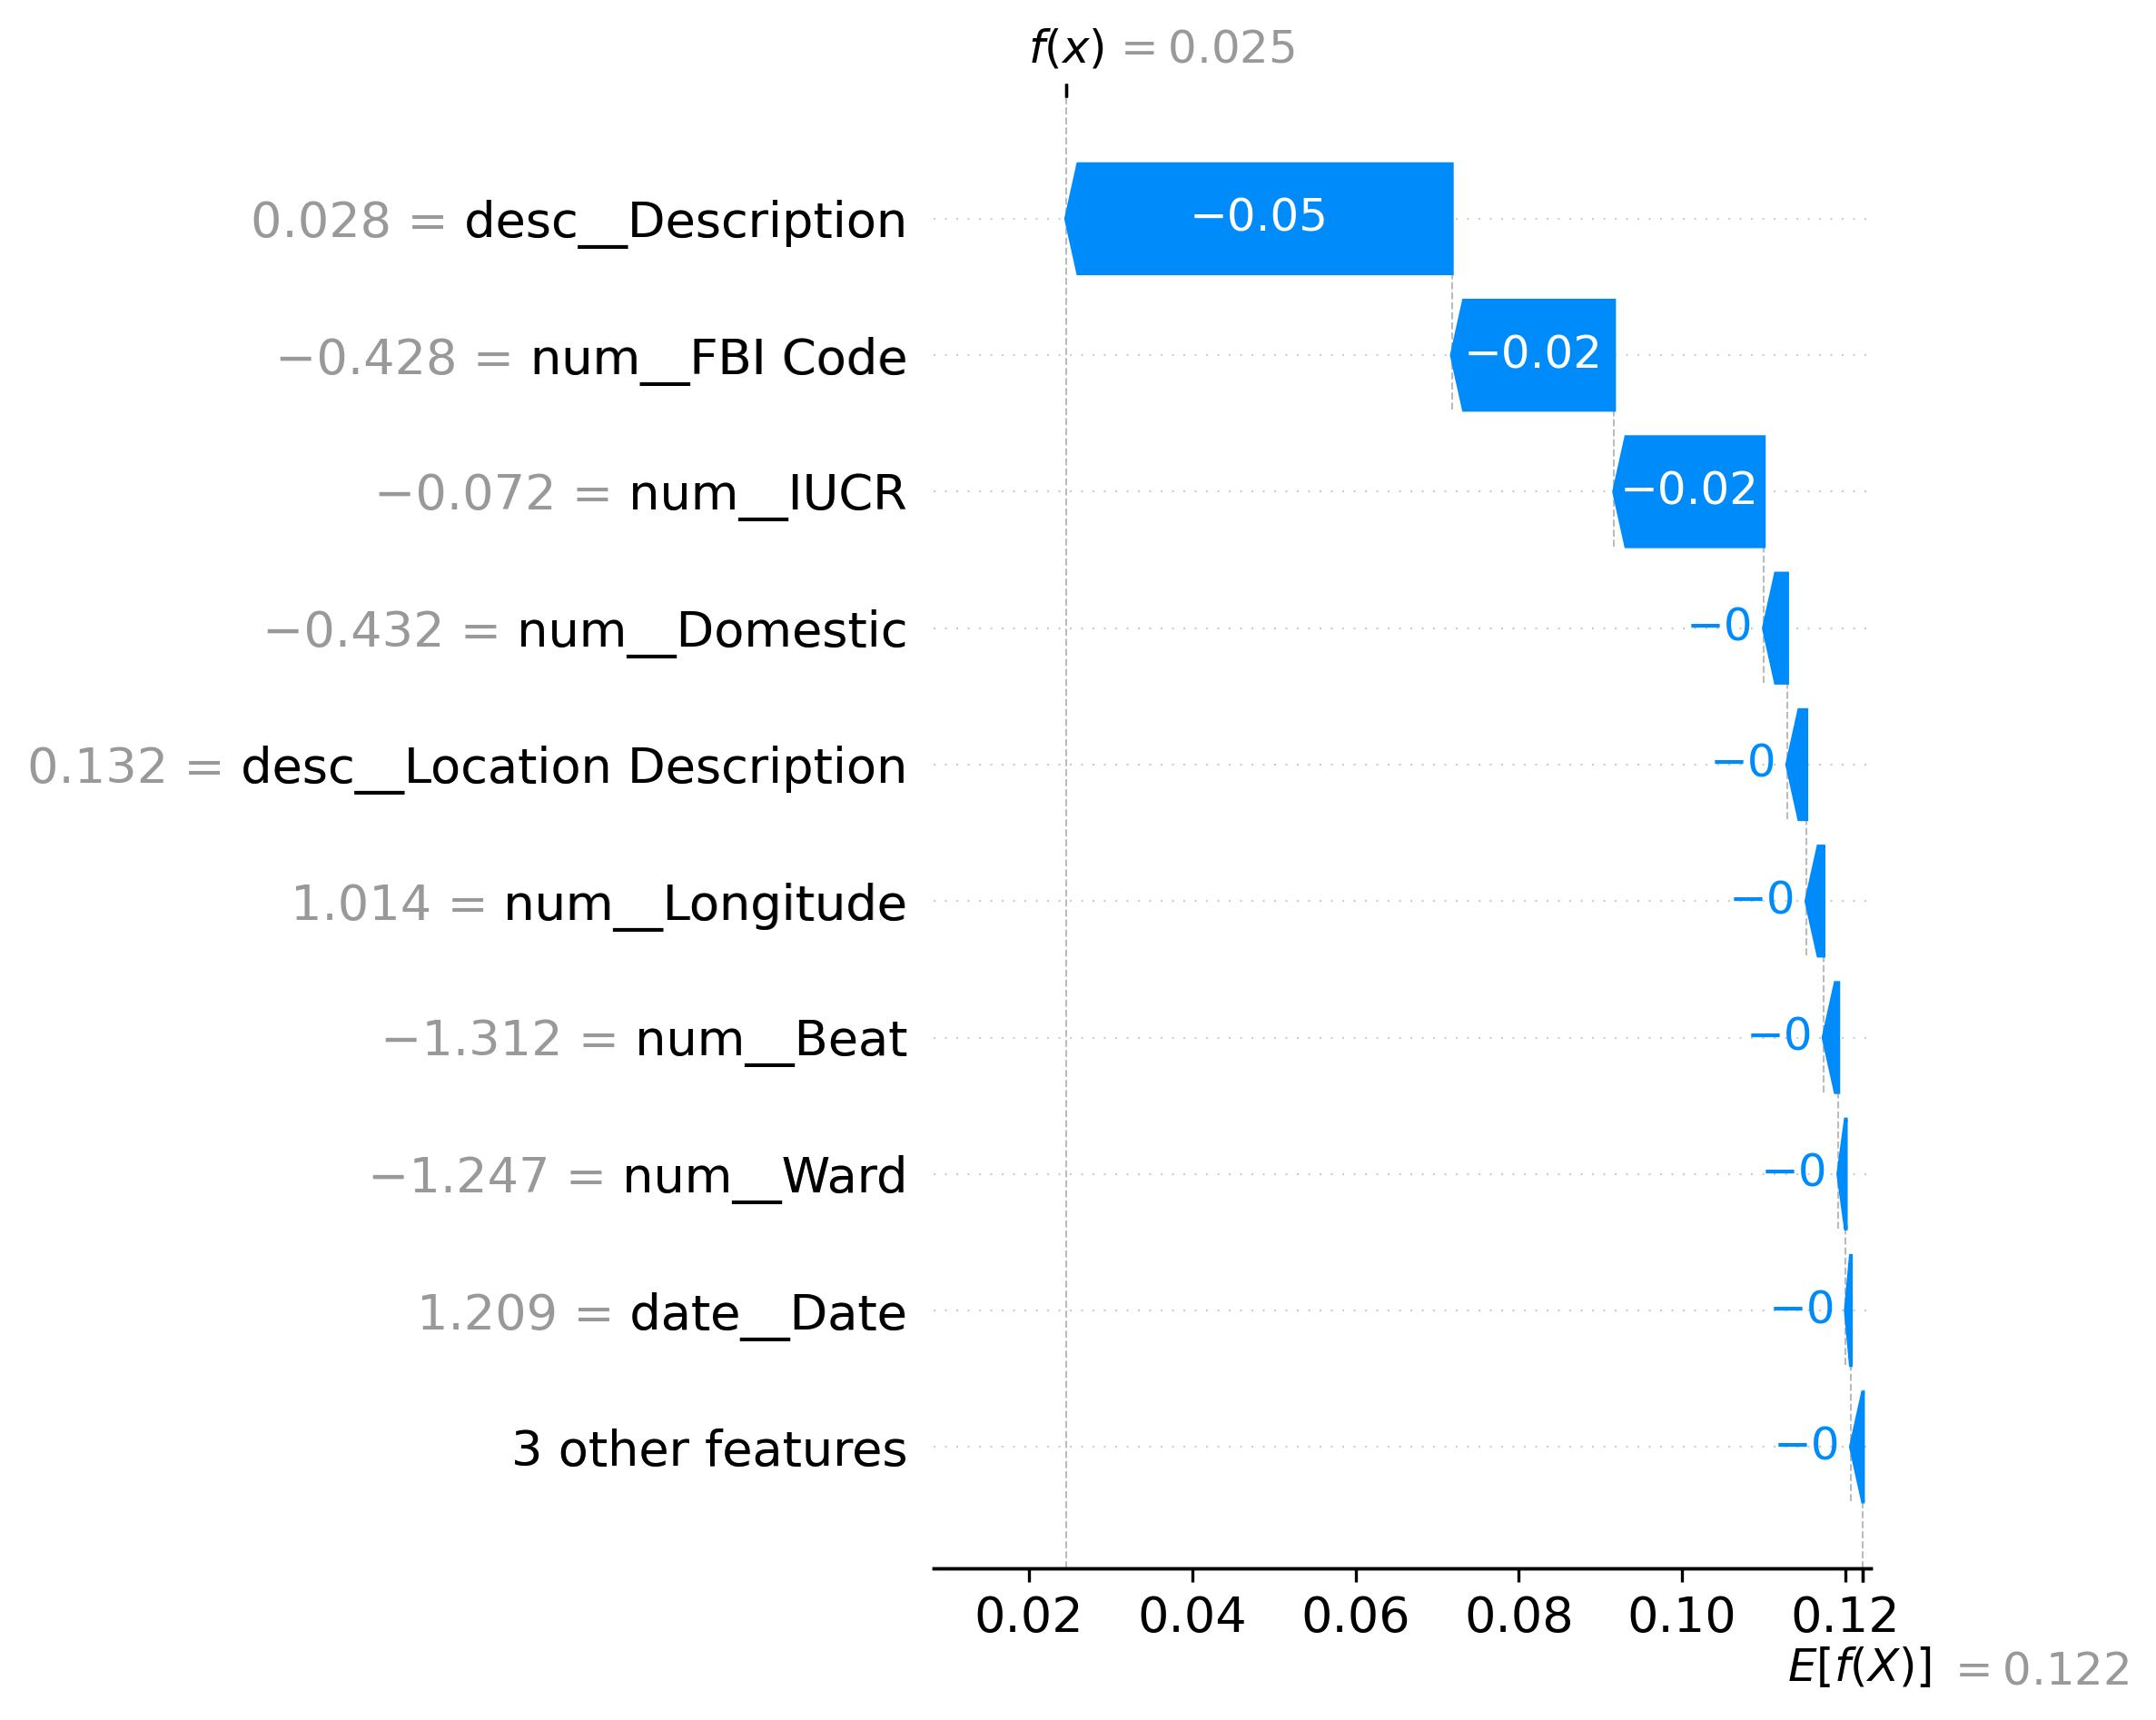 f(x) = 0.025
0.028 = desc__Description −0.05
−0.428 = num__FBI Code −0.02
−0.072 = num__IUCR −0.02
−0.432 = num__Domestic −0
0.132 = desc__Location Description −0
1.014 = num__Longitude −0
−1.312 = num__Beat −0
−1.247 = num__Ward −0
1.209 = date__Date −0
3 other features −0
0.02 0.04 0.06 0.08 0.10 0.12
E[f(X)] = 0.122